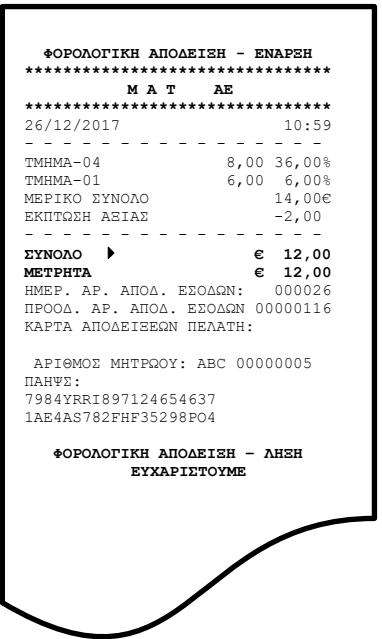 ΦΟΡΟΛΟΓΙΚΗ ΑΠΟΔΕΙΞΗ - ΕΝΑΡΞΗ
********************************
Μ Α Τ ΑΕ
********************************
26/12/2017 10:59
- - - - - - - - - - - - - - - -
ΤΜΗΜΑ-04 8,00 36,00%
ΤΜΗΜΑ-01 6,00 6,00%
ΜΕΡΙΚΟ ΣΥΝΟΛΟ 14,00€
ΕΚΠΤΩΣΗ ΑΞΙΑΣ -2,00
- - - - - - - - - - - - - - - -
ΣΥΝΟΛΟ € 12,00
ΜΕΤΡΗΤΑ € 12,00
ΗΜΕΡ. ΑΡ. ΑΠΟΔ. ΕΣΟΔΩΝ: 000026
ΠΡΟΟΔ. ΑΡ. ΑΠΟΔ. ΕΣΟΔΩΝ 00000116
ΚΑΡΤΑ ΑΠΟΔΕΙΞΕΩΝ ΠΕΛΑΤΗ:
ΑΡΙΘΜΟΣ ΜΗΤΡΩΟΥ: ABC 00000005
ΠΑΗΨΣ:
7984YRRI897124654637
1AE4AS782FHF35298PO4
ΦΟΡΟΛΟΓΙΚΗ ΑΠΟΔΕΙΞΗ – ΛΗΞΗ
ΕΥΧΑΡΙΣΤΟΥΜΕ